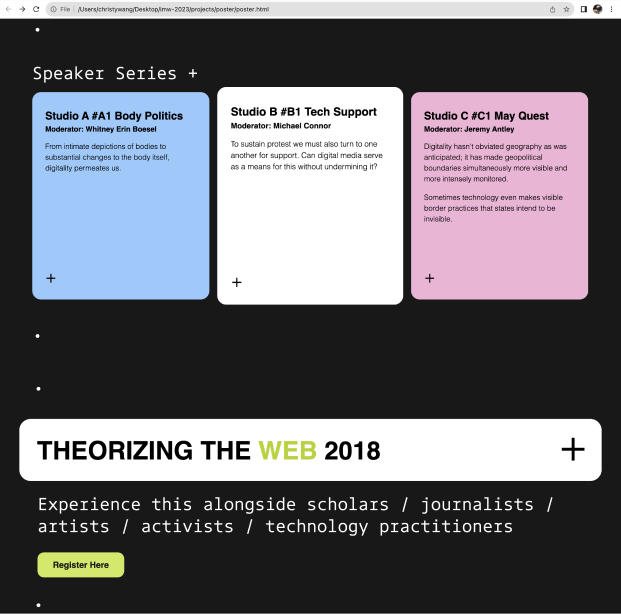 File | /Users/christywang/Desktop/imw-2023/projects/poster/poster.html
Speaker Series +
Studio A #A1 Body Politics
Moderator: Whitney Erin Boesel
From intimate depictions of bodies to
substantial changes to the body itself,
digitality permeates us.
+
Studio B #B1 Tech Support
Moderator: Michael Connor
To sustain protest we must also turn to one
another for support. Can digital media serve
as a means for this without undermining it?
+
Studio C #C1 May Quest
Moderator: Jeremy Antley
Digitality hasn't obviated geography as was
anticipated; it has made geopolitical
boundaries simultaneously more visible and
more intensely monitored.
Sometimes technology even makes visible
border practices that states intend to be
invisible.
+
THEORIZING THE WEB 2018 +
Experience this alongside scholars / journalists /
artists / activists / technology practitioners
Register Here